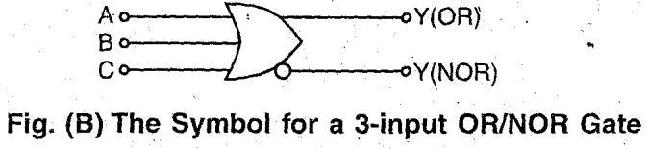 A Y(OR)
B
C Y(NOR)
Fig. (B) The Symbol for a 3-input OR/NOR Gate